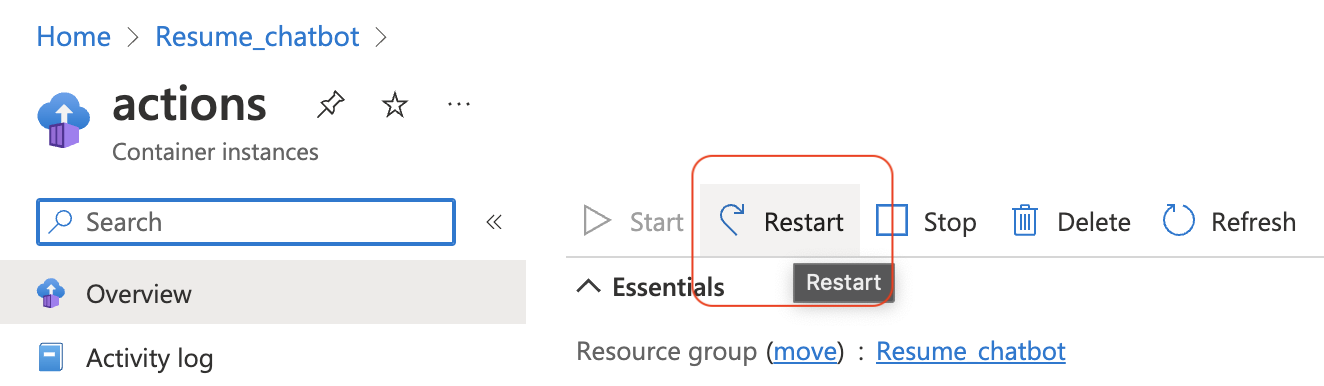 Home > Resume_chatbot >
actions
Container instances
Search
«
Start
Restart
Stop
Delete
Refresh
Restart
Essentials
Overview
Activity log
Resource group (move) : Resume_chatbot